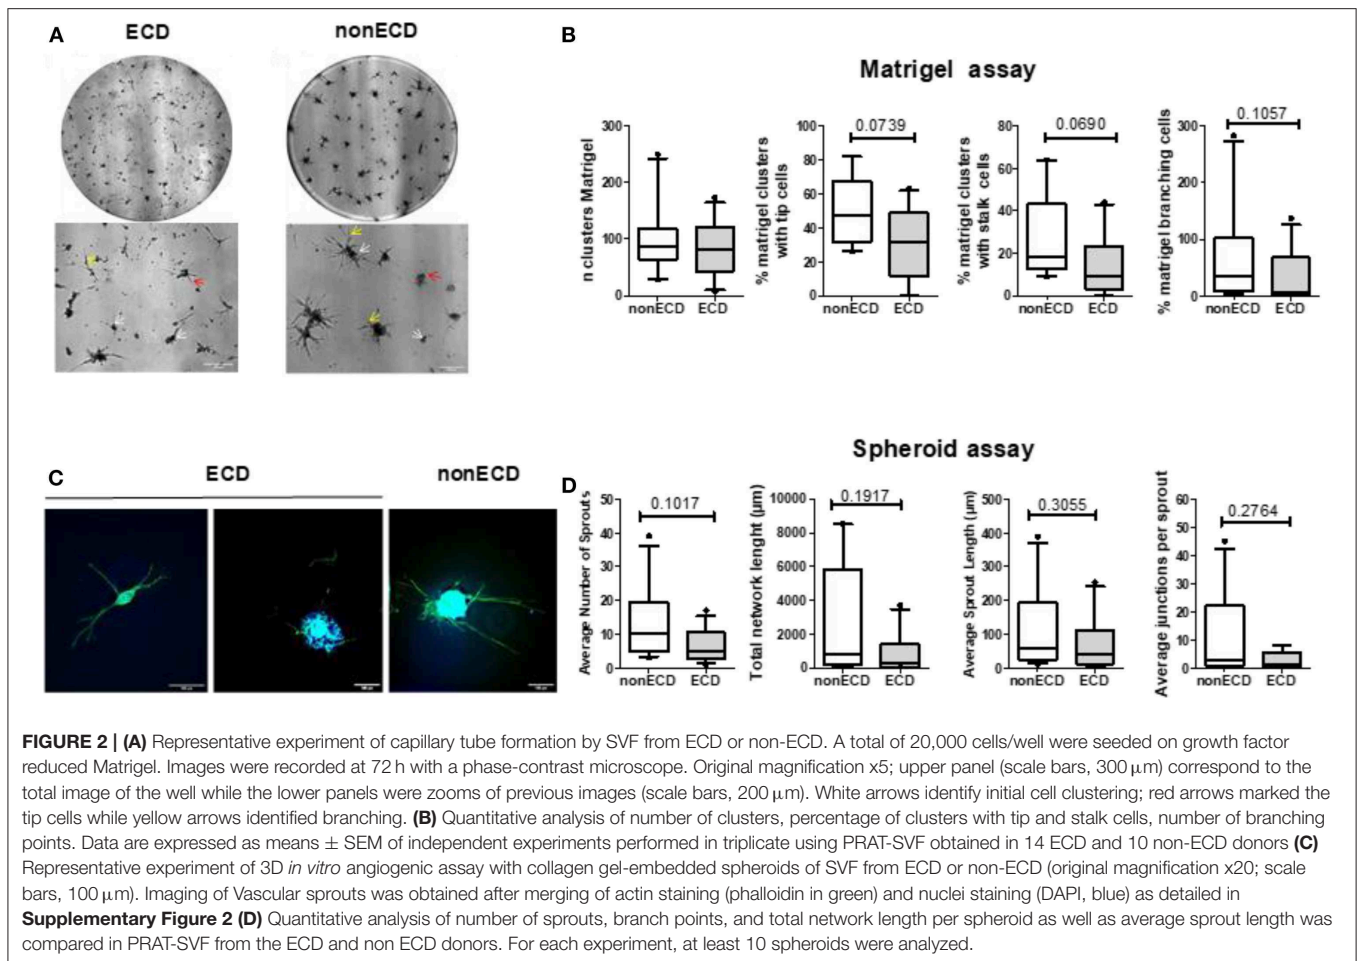 (A)
ECD
nonECD
(B)
Matrigel assay
n clusters Matrigel
300
200
100
0
nonECD ECD
% matrigel clusters
with tip cells
100
80
60
40
20
0
0.0739
nonECD ECD
% matrigel clusters
with stalk cells
80
60
40
20
0
0.0690
nonECD ECD
% matrigel branching cells
300
200
100
0
0.1057
nonECD ECD
(C)
ECD
nonECD
D
Spheroid assay
Average Number of Sprouts
50
40
30
20
10
0
0.1017
nonECD ECD
Total network lenght (µm)
10000
8000
6000
4000
2000
0
0.1917
nonECD ECD
Average Sprout Length (µm)
500
400
300
200
100
0
0.3055
nonECD ECD
Average junctions per sprout
60
50
40
30
20
10
0
0.2764
nonECD ECD
FIGURE 2 | (A) Representative experiment of capillary tube formation by SVF from ECD or non-ECD. A total of 20,000 cells/well were seeded on growth factor
reduced Matrigel. Images were recorded at 72 h with a phase-contrast microscope. Original magnification x5; upper panel (scale bars, 300 µm) correspond to the
total image of the well while the lower panels were zooms of previous images (scale bars, 200 µm). White arrows identify initial cell clustering; red arrows marked the
tip cells while yellow arrows identified branching. (B) Quantitative analysis of number of clusters, percentage of clusters with tip and stalk cells, number of branching
points. Data are expressed as means ± SEM of independent experiments performed in triplicate using PRAT-SVF obtained in 14 ECD and 10 non-ECD donors (C)
Representative experiment of 3D in vitro angiogenic assay with collagen gel-embedded spheroids of SVF from ECD or non-ECD (original magnification x20; scale
bars, 100 µm). Imaging of Vascular sprouts was obtained after merging of actin staining (phalloidin in green) and nuclei staining (DAPI, blue) as detailed in
Supplementary Figure 2 (D) Quantitative analysis of number of sprouts, branch points, and total network length per spheroid as well as average sprout length was
compared in PRAT-SVF from the ECD and non ECD donors. For each experiment, at least 10 spheroids were analyzed.